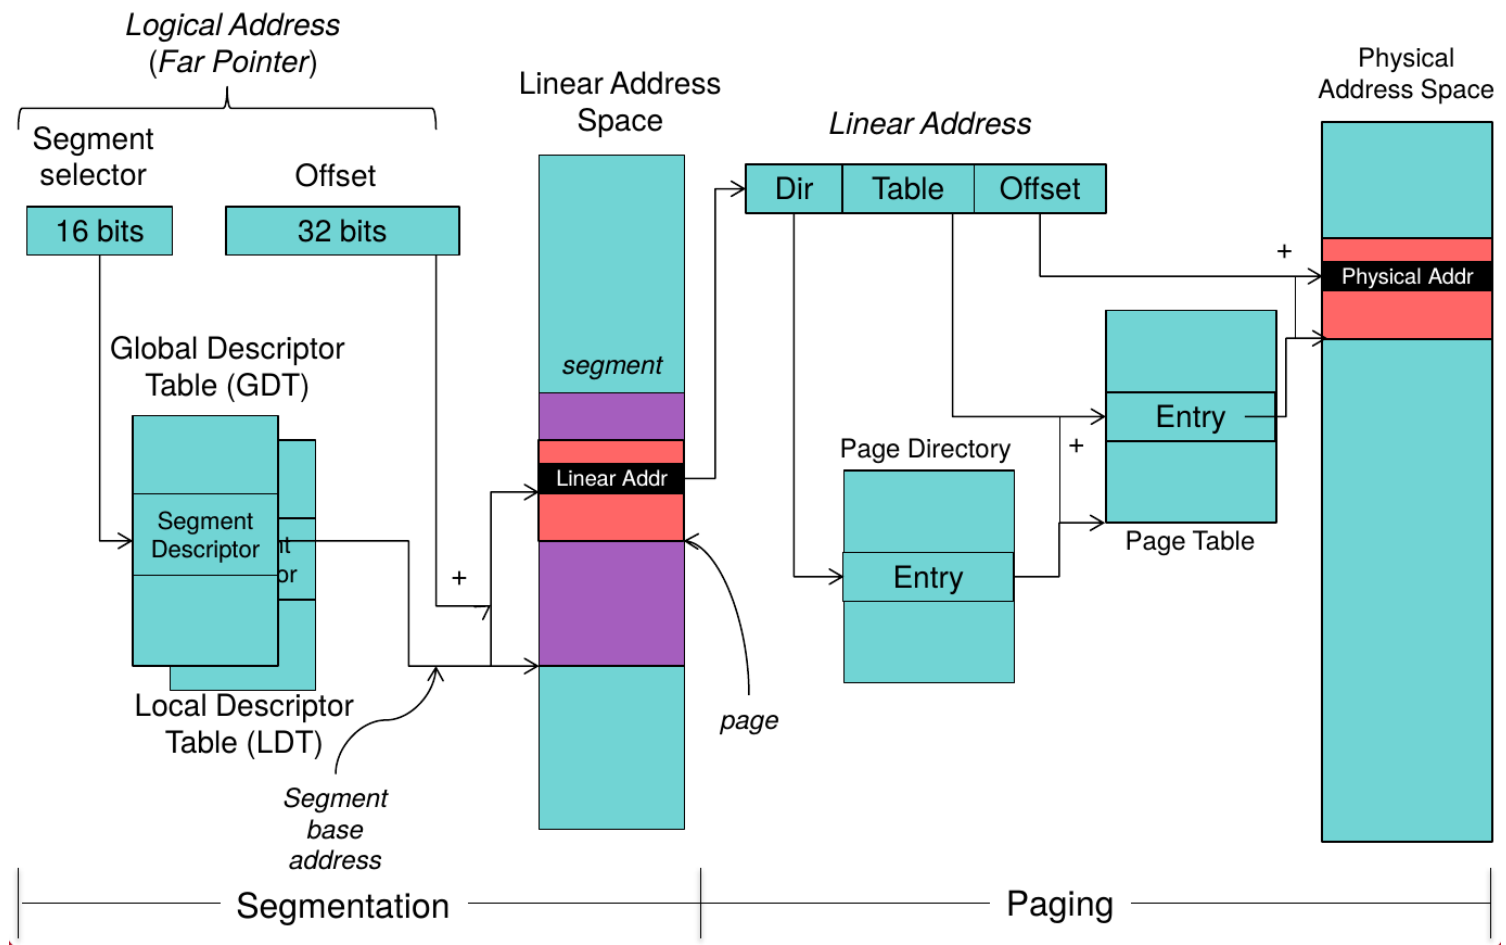 Logical Address
(Far Pointer)
Segment
selector
Offset
16 bits
32 bits
Global Descriptor
Table (GDT)
Segment
Descriptor
nt
or
Local Descriptor
Table (LDT)
Segment
base
address
+
Linear Address
Space
segment
Linear Addr
page
Linear Address
Dir
Table
Offset
Page Directory
Entry
+
Entry
Page Table
Physical
Address Space
+
Physical Addr
Segmentation
Paging